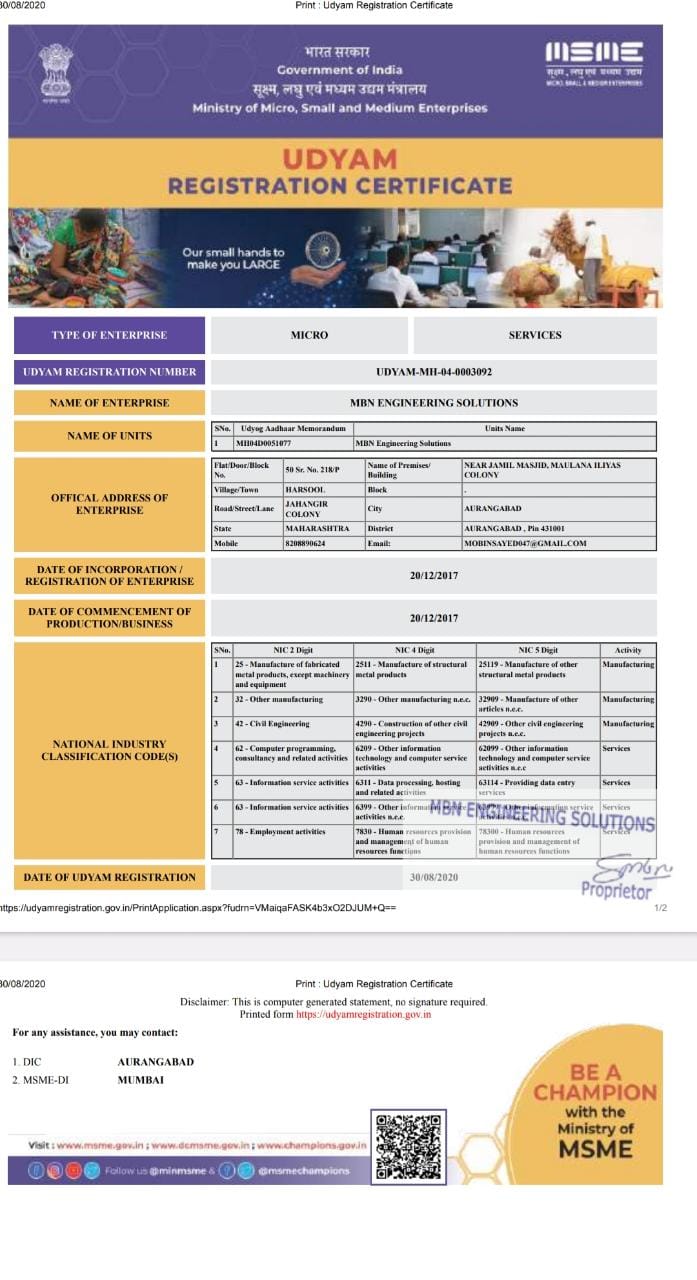 30/08/2020 Print : Udyam Registration Certificate
भारत सरकार
Government of India
सूक्ष्म, लघु एवं मध्यम उद्यम मंत्रालय
Ministry of Micro, Small and Medium Enterprises
MSME
सूक्ष्म, लघु एवं मध्यम उद्यम
MICRO, SMALL & MEDIUM ENTERPRISES
UDYAM
REGISTRATION CERTIFICATE
Our small hands to
make you LARGE
TYPE OF ENTERPRISE MICRO SERVICES
UDYAM REGISTRATION NUMBER UDYAM-MH-04-0003092
NAME OF ENTERPRISE MBN ENGINEERING SOLUTIONS
NAME OF UNITS
SNo. Udyog Aadhaar Memorandum Units Name
1 MH04D0051077 MBN Engineering Solutions
OFFICAL ADDRESS OF
ENTERPRISE
Flat/Door/Block
No. 50 Sr. No. 218/P Name of Premises/
Building NEAR JAMIL MASJID, MAULANA ILIYAS
COLONY
Village/Town HARSOOL Block .
Road/Street/Lane JAHANGIR
COLONY City AURANGABAD
State MAHARASHTRA District AURANGABAD , Pin 431001
Mobile 8208890624 Email: MOBINSAYED047@GMAIL.COM
DATE OF INCORPORATION /
REGISTRATION OF ENTERPRISE 20/12/2017
DATE OF COMMENCEMENT OF
PRODUCTION/BUSINESS 20/12/2017
NATIONAL INDUSTRY
CLASSIFICATION CODE(S)
SNo. NIC 2 Digit NIC 4 Digit NIC 5 Digit Activity
1 25 - Manufacture of fabricated
metal products, except machinery
and equipment 2511 - Manufacture of structural
metal products 25119 - Manufacture of other
structural metal products Manufacturing
2 32 - Other manufacturing 3290 - Other manufacturing n.e.c. 32909 - Manufacture of other
articles n.e.c. Manufacturing
3 42 - Civil Engineering 4290 - Construction of other civil
engineering projects 42909 - Other civil engineering
projects n.e.c. Manufacturing
4 62 - Computer programming,
consultancy and related activities 6209 - Other information
technology and computer service
activities 62099 - Other information
technology and computer service
activities n.e.c Services
5 63 - Information service activities 6311 - Data processing, hosting
and related activities 63114 - Providing data entry
services Services
6 63 - Information service activities 6399 - Other information service
activities n.e.c. 63999 - Other information service
activities n.e.c. Services
7 78 - Employment activities 7830 - Human resources provision
and management of human
resources functions 78300 - Human resources
provision and management of
human resources functions Services
MBN ENGINEERING SOLUTIONS
Proprietor
DATE OF UDYAM REGISTRATION 30/08/2020
https://udyamregistration.gov.in/PrintApplication.aspx?fudrn=VMaiqaFASK4b3xO2DJUM+Q== 1/2
30/08/2020 Print : Udyam Registration Certificate
Disclaimer: This is computer generated statement, no signature required.
Printed form https://udyamregistration.gov.in
For any assistance, you may contact:
1. DIC AURANGABAD
2. MSME-DI MUMBAI
BE A
CHAMPION
with the
Ministry of
MSME
Visit : www.msme.gov.in ; www.dcmsme.gov.in ; www.champions.gov.in
Follow us @minmsme & @msmechampions